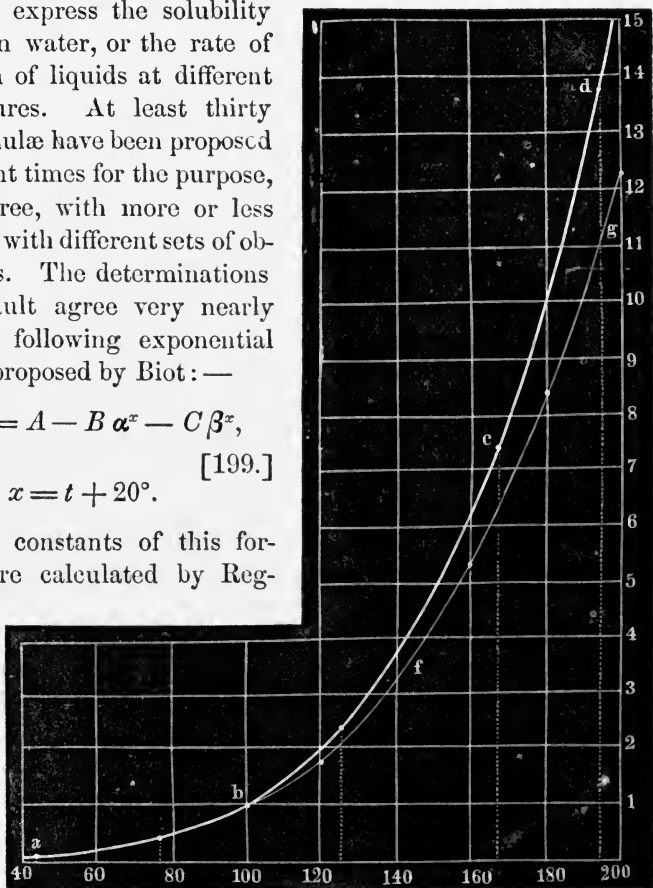 express the solubility
n water, or the rate of
of liquids at different
ures. At least thirty
ulæ have been proposed
nt times for the purpose,
ree, with more or less
with different sets of ob-
s. The determinations
ult agree very nearly
following exponential
proposed by Biot: —
= A — B α^x — C β^x,
[199.]
x = t + 20°.
constants of this for-
re calculated by Reg-
15
14
d
13
12
g
11
10
9
8
c
7
6
5
4
f
3
2
b
1
a
40 60 80 100 120 140 160 180 200